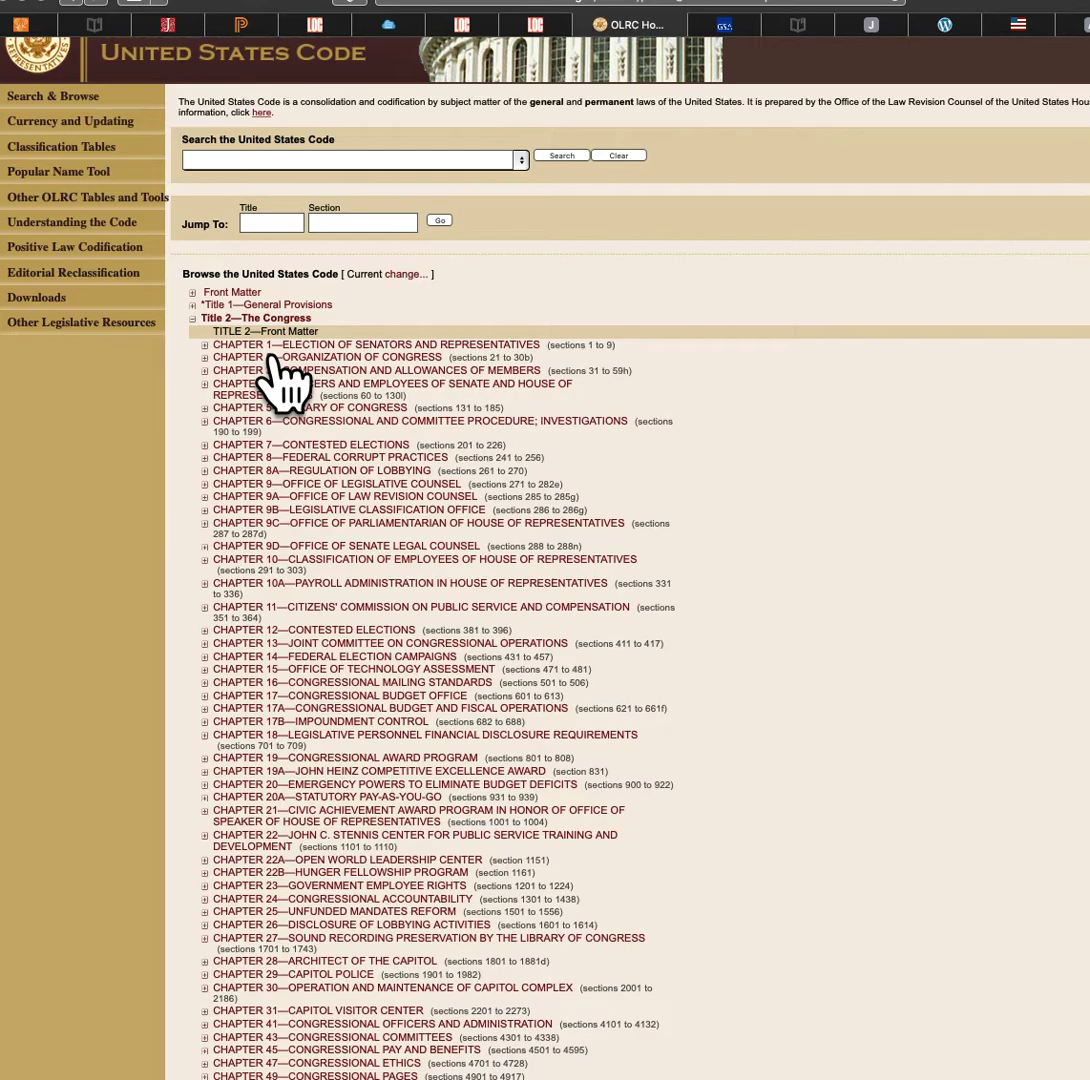 LOC
LOC
LOC
OLRC Ho...
GSA
J
UNITED STATES CODE
Search & Browse
Currency and Updating
Classification Tables
Popular Name Tool
Other OLRC Tables and Tools
Understanding the Code
Positive Law Codification
Editorial Reclassification
Downloads
Other Legislative Resources
The United States Code is a consolidation and codification by subject matter of the general and permanent laws of the United States. It is prepared by the Office of the Law Revision Counsel of the United States Hou
information, click here.
Search the United States Code
Search
Clear
Title
Section
Jump To:
Go
Browse the United States Code [ Current change... ]
Front Matter
*Title 1—General Provisions
Title 2—The Congress
TITLE 2—Front Matter
CHAPTER 1—ELECTION OF SENATORS AND REPRESENTATIVES (sections 1 to 9)
CHAPTER —ORGANIZATION OF CONGRESS (sections 21 to 30b)
CHAPTER OMPENSATION AND ALLOWANCES OF MEMBERS (sections 31 to 59h)
CHAPTE ERS AND EMPLOYEES OF SENATE AND HOUSE OF
REPRESE (sections 60 to 130l)
CHAPTER ARY OF CONGRESS (sections 131 to 185)
CHAPTER 6—CONGRESSIONAL AND COMMITTEE PROCEDURE; INVESTIGATIONS (sections
190 to 199)
CHAPTER 7—CONTESTED ELECTIONS (sections 201 to 226)
CHAPTER 8—FEDERAL CORRUPT PRACTICES (sections 241 to 256)
CHAPTER 8A—REGULATION OF LOBBYING (sections 261 to 270)
CHAPTER 9—OFFICE OF LEGISLATIVE COUNSEL (sections 271 to 282e)
CHAPTER 9A—OFFICE OF LAW REVISION COUNSEL (sections 285 to 285g)
CHAPTER 9B—LEGISLATIVE CLASSIFICATION OFFICE (sections 286 to 286g)
CHAPTER 9C—OFFICE OF PARLIAMENTARIAN OF HOUSE OF REPRESENTATIVES (sections
287 to 287d)
CHAPTER 9D—OFFICE OF SENATE LEGAL COUNSEL (sections 288 to 288n)
CHAPTER 10—CLASSIFICATION OF EMPLOYEES OF HOUSE OF REPRESENTATIVES
(sections 291 to 303)
CHAPTER 10A—PAYROLL ADMINISTRATION IN HOUSE OF REPRESENTATIVES (sections 331
to 336)
CHAPTER 11—CITIZENS' COMMISSION ON PUBLIC SERVICE AND COMPENSATION (sections
351 to 364)
CHAPTER 12—CONTESTED ELECTIONS (sections 381 to 396)
CHAPTER 13—JOINT COMMITTEE ON CONGRESSIONAL OPERATIONS (sections 411 to 417)
CHAPTER 14—FEDERAL ELECTION CAMPAIGNS (sections 431 to 457)
CHAPTER 15—OFFICE OF TECHNOLOGY ASSESSMENT (sections 471 to 481)
CHAPTER 16—CONGRESSIONAL MAILING STANDARDS (sections 501 to 506)
CHAPTER 17—CONGRESSIONAL BUDGET OFFICE (sections 601 to 613)
CHAPTER 17A—CONGRESSIONAL BUDGET AND FISCAL OPERATIONS (sections 621 to 661f)
CHAPTER 17B—IMPOUNDMENT CONTROL (sections 682 to 688)
CHAPTER 18—LEGISLATIVE PERSONNEL FINANCIAL DISCLOSURE REQUIREMENTS
(sections 701 to 709)
CHAPTER 19—CONGRESSIONAL AWARD PROGRAM (sections 801 to 808)
CHAPTER 19A—JOHN HEINZ COMPETITIVE EXCELLENCE AWARD (section 831)
CHAPTER 20—EMERGENCY POWERS TO ELIMINATE BUDGET DEFICITS (sections 900 to 922)
CHAPTER 20A—STATUTORY PAY-AS-YOU-GO (sections 931 to 939)
CHAPTER 21—CIVIC ACHIEVEMENT AWARD PROGRAM IN HONOR OF OFFICE OF
SPEAKER OF HOUSE OF REPRESENTATIVES (sections 1001 to 1004)
CHAPTER 22—JOHN C. STENNIS CENTER FOR PUBLIC SERVICE TRAINING AND
DEVELOPMENT (sections 1101 to 1110)
CHAPTER 22A—OPEN WORLD LEADERSHIP CENTER (section 1151)
CHAPTER 22B—HUNGER FELLOWSHIP PROGRAM (section 1161)
CHAPTER 23—GOVERNMENT EMPLOYEE RIGHTS (sections 1201 to 1224)
CHAPTER 24—CONGRESSIONAL ACCOUNTABILITY (sections 1301 to 1438)
CHAPTER 25—UNFUNDED MANDATES REFORM (sections 1501 to 1556)
CHAPTER 26—DISCLOSURE OF LOBBYING ACTIVITIES (sections 1601 to 1614)
CHAPTER 27—SOUND RECORDING PRESERVATION BY THE LIBRARY OF CONGRESS
(sections 1701 to 1743)
CHAPTER 28—ARCHITECT OF THE CAPITOL (sections 1801 to 1881d)
CHAPTER 29—CAPITOL POLICE (sections 1901 to 1982)
CHAPTER 30—OPERATION AND MAINTENANCE OF CAPITOL COMPLEX (sections 2001 to
2186)
CHAPTER 31—CAPITOL VISITOR CENTER (sections 2201 to 2273)
CHAPTER 41—CONGRESSIONAL OFFICERS AND ADMINISTRATION (sections 4101 to 4132)
CHAPTER 43—CONGRESSIONAL COMMITTEES (sections 4301 to 4338)
CHAPTER 45—CONGRESSIONAL PAY AND BENEFITS (sections 4501 to 4595)
CHAPTER 47—CONGRESSIONAL ETHICS (sections 4701 to 4728)
CHAPTER 49—CONGRESSIONAL PAGES (sections 4901 to 4917)